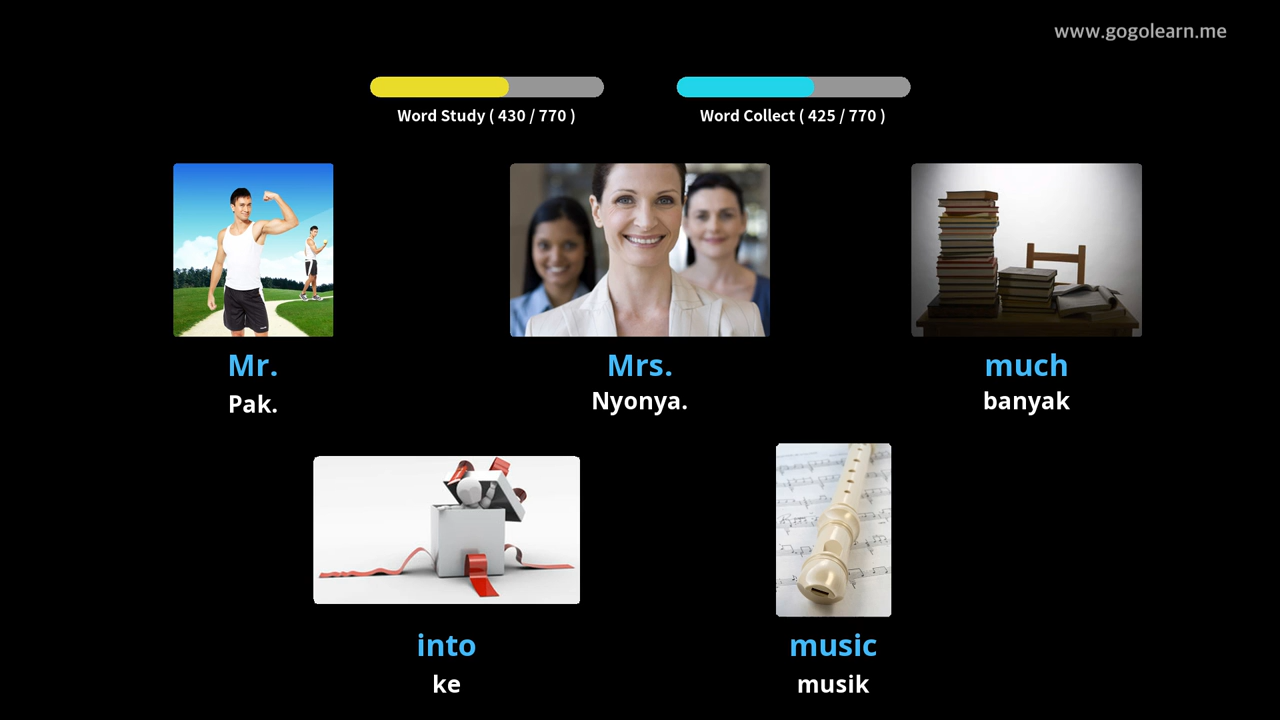 www.gogolearn.me
Word Study ( 430 / 770 )
Word Collect ( 425 / 770 )
Mr.
Pak.
Mrs.
Nyonya.
much
banyak
into
ke
music
musik